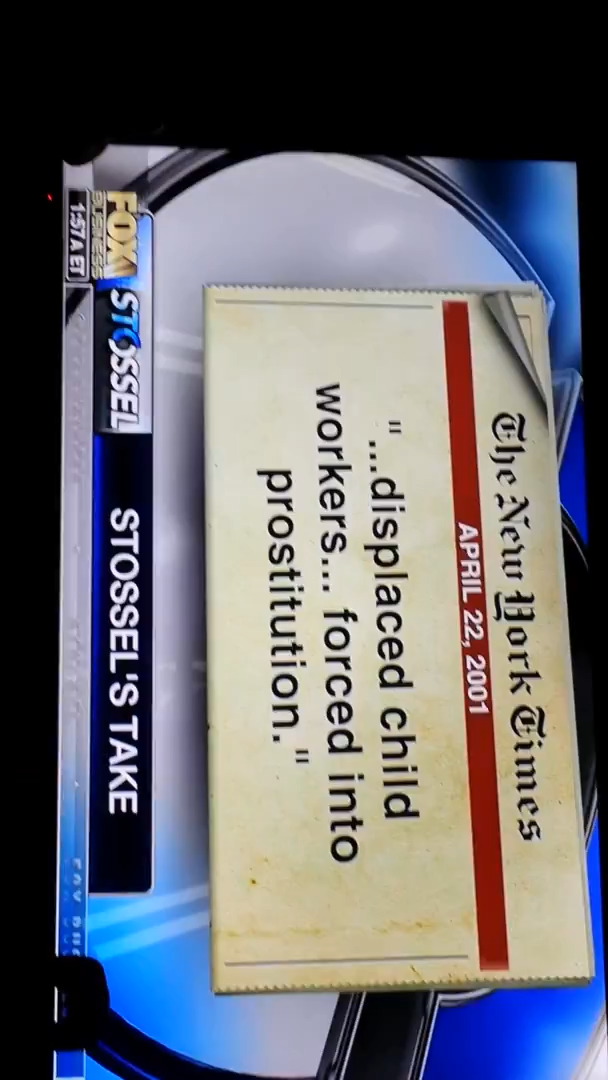 The New York Times
APRIL 22, 2001
"...displaced child
workers... forced into
prostitution."
FOX
BUSINESS
1:57A ET
STOSSEL
STOSSEL'S TAKE